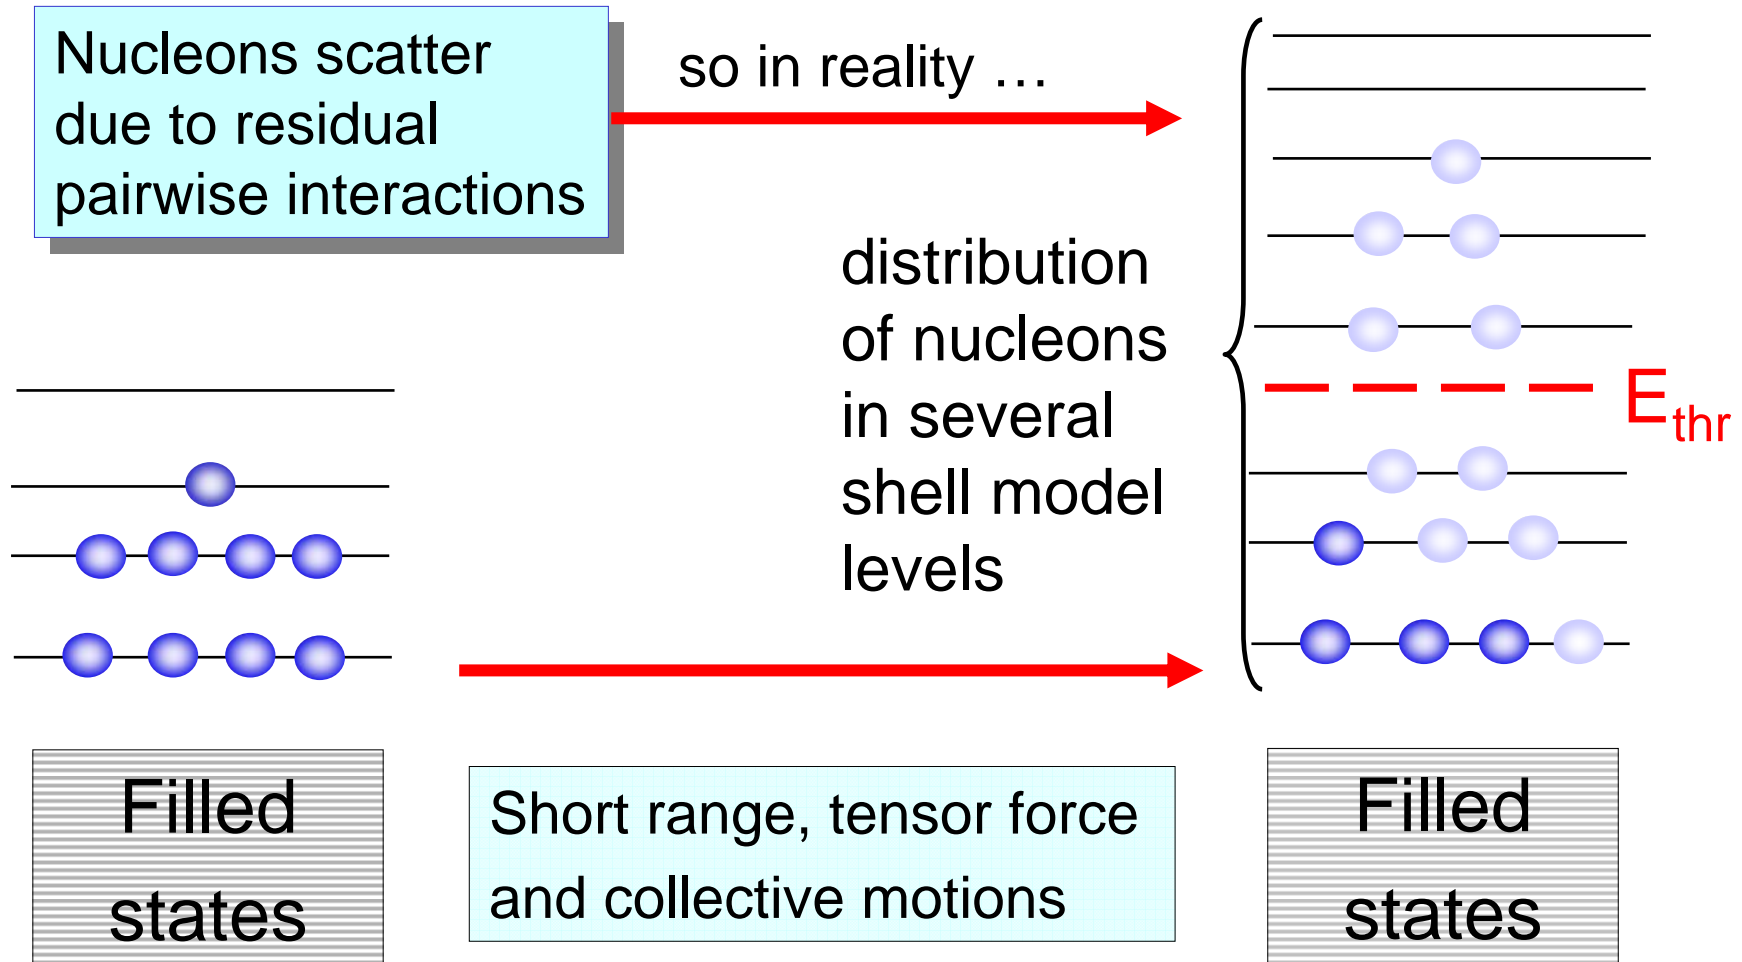 Nucleons scatter
due to residual
pairwise interactions
so in reality …
distribution
of nucleons
in several
shell model
levels
E_thr
Filled
states
Short range, tensor force
and collective motions
Filled
states